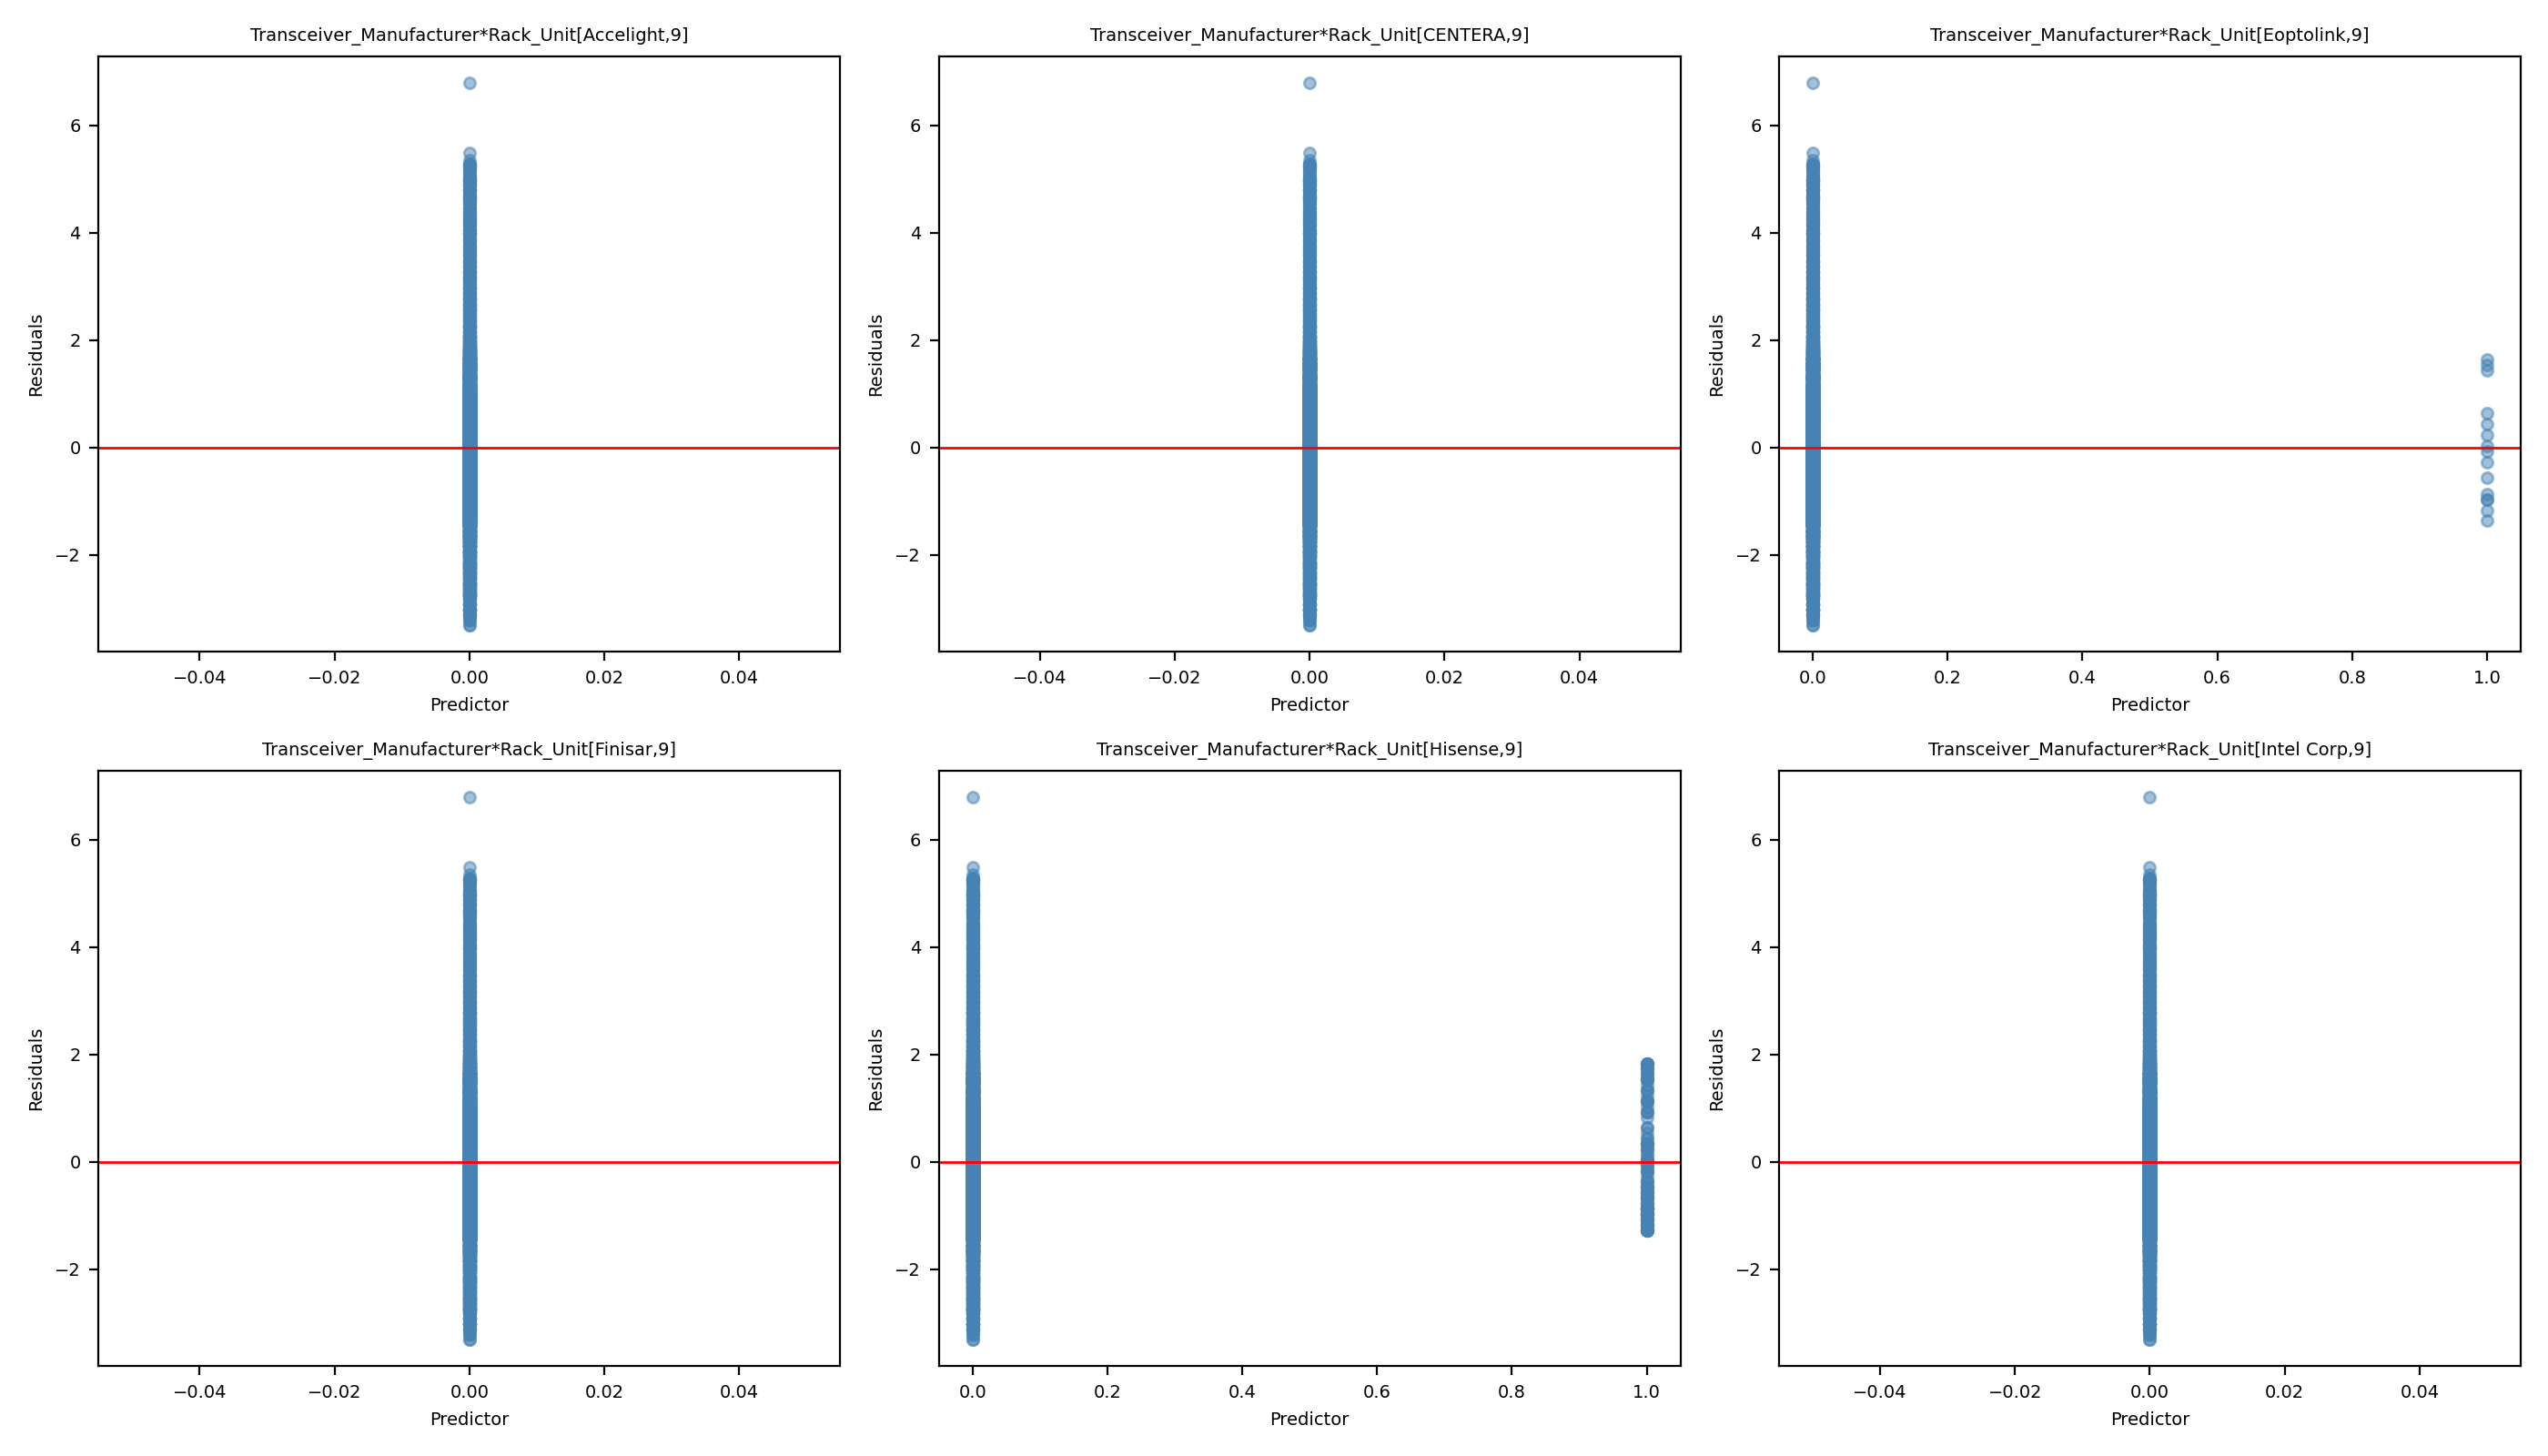 Transceiver_Manufacturer*Rack_Unit[Accelight,9]
6
4
2
0
−2
Residuals
−0.04 −0.02 0.00 0.02 0.04
Predictor
Transceiver_Manufacturer*Rack_Unit[CENTERA,9]
6
4
2
0
−2
Residuals
−0.04 −0.02 0.00 0.02 0.04
Predictor
Transceiver_Manufacturer*Rack_Unit[Eoptolink,9]
6
4
2
0
−2
Residuals
0.0 0.2 0.4 0.6 0.8 1.0
Predictor
Transceiver_Manufacturer*Rack_Unit[Finisar,9]
6
4
2
0
−2
Residuals
−0.04 −0.02 0.00 0.02 0.04
Predictor
Transceiver_Manufacturer*Rack_Unit[Hisense,9]
6
4
2
0
−2
Residuals
0.0 0.2 0.4 0.6 0.8 1.0
Predictor
Transceiver_Manufacturer*Rack_Unit[Intel Corp,9]
6
4
2
0
−2
Residuals
−0.04 −0.02 0.00 0.02 0.04
Predictor